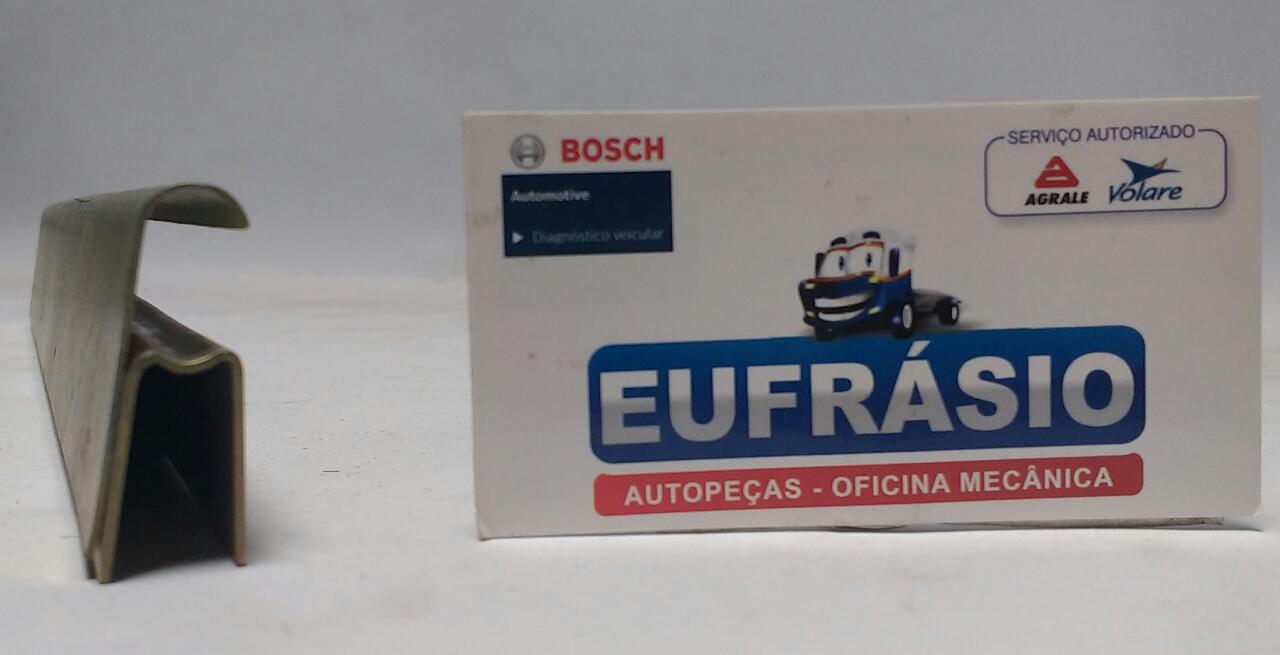 BOSCH
Automotive
Diagnóstico veicular
SERVIÇO AUTORIZADO
AGRALE
Volare
EUFRÁSIO
AUTOPEÇAS - OFICINA MECÂNICA